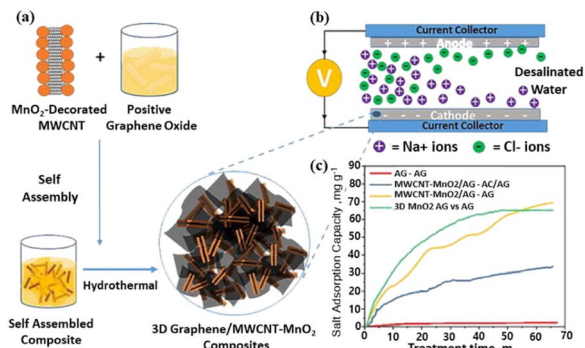 (a)
MnO2-Decorated
MWCNT
+
Positive
Graphene Oxide
Self
Assembly
Hydrothermal
Self Assembled
Composite
3D Graphene/MWCNT-MnO2
Composites
(b)
Current Collector
+ + + Anode + + +
V
Desalinated
Water
- - Cathode - - - -
Current Collector
+ = Na+ ions - = Cl- ions
(c)
Salt Adsorption Capacity ,mg g-1
90
80
70
60
50
40
30
20
10
0
AG - AG
MWCNT-MnO2/AG - AC/AG
MWCNT-MnO2/AG - AG
3D MnO2 AG vs AG
0 10 20 30 40 50 60 70
Treatment time, m